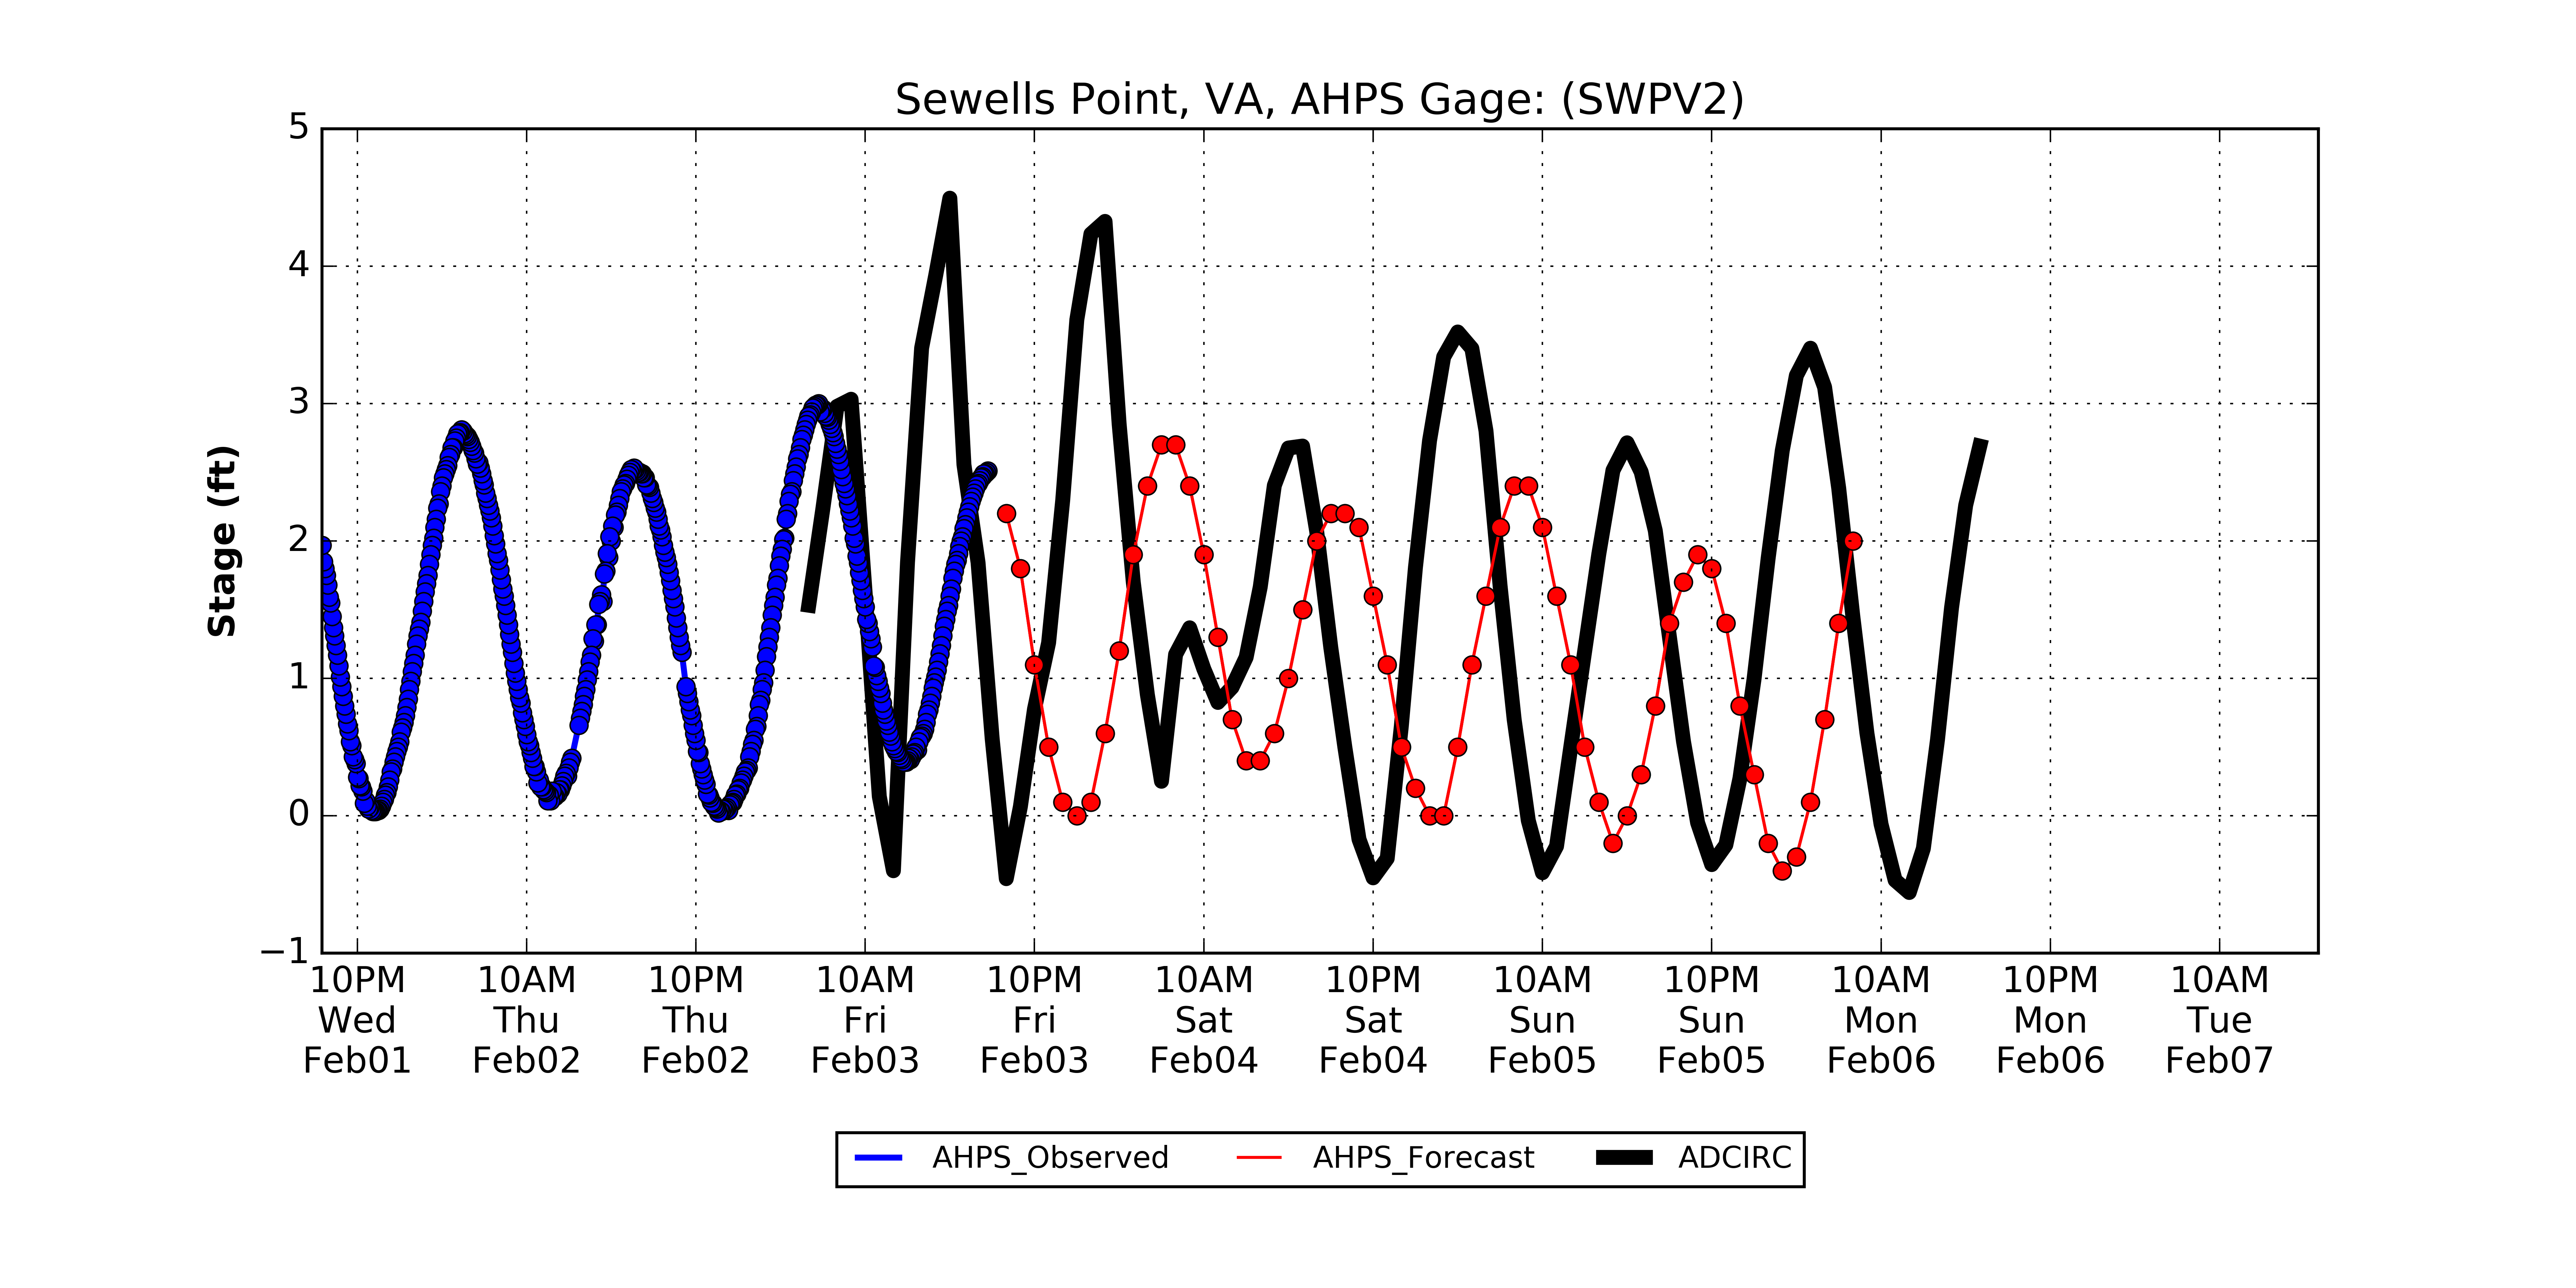 Sewells Point, VA, AHPS Gage: (SWPV2)
Stage (ft)
5
4
3
2
1
0
−1
10PM 10AM 10PM 10AM 10PM 10AM 10PM 10AM 10PM 10AM 10PM 10AM
Wed Thu Thu Fri Fri Sat Sat Sun Sun Mon Mon Tue
Feb01 Feb02 Feb02 Feb03 Feb03 Feb04 Feb04 Feb05 Feb05 Feb06 Feb06 Feb07
AHPS_Observed AHPS_Forecast ADCIRC